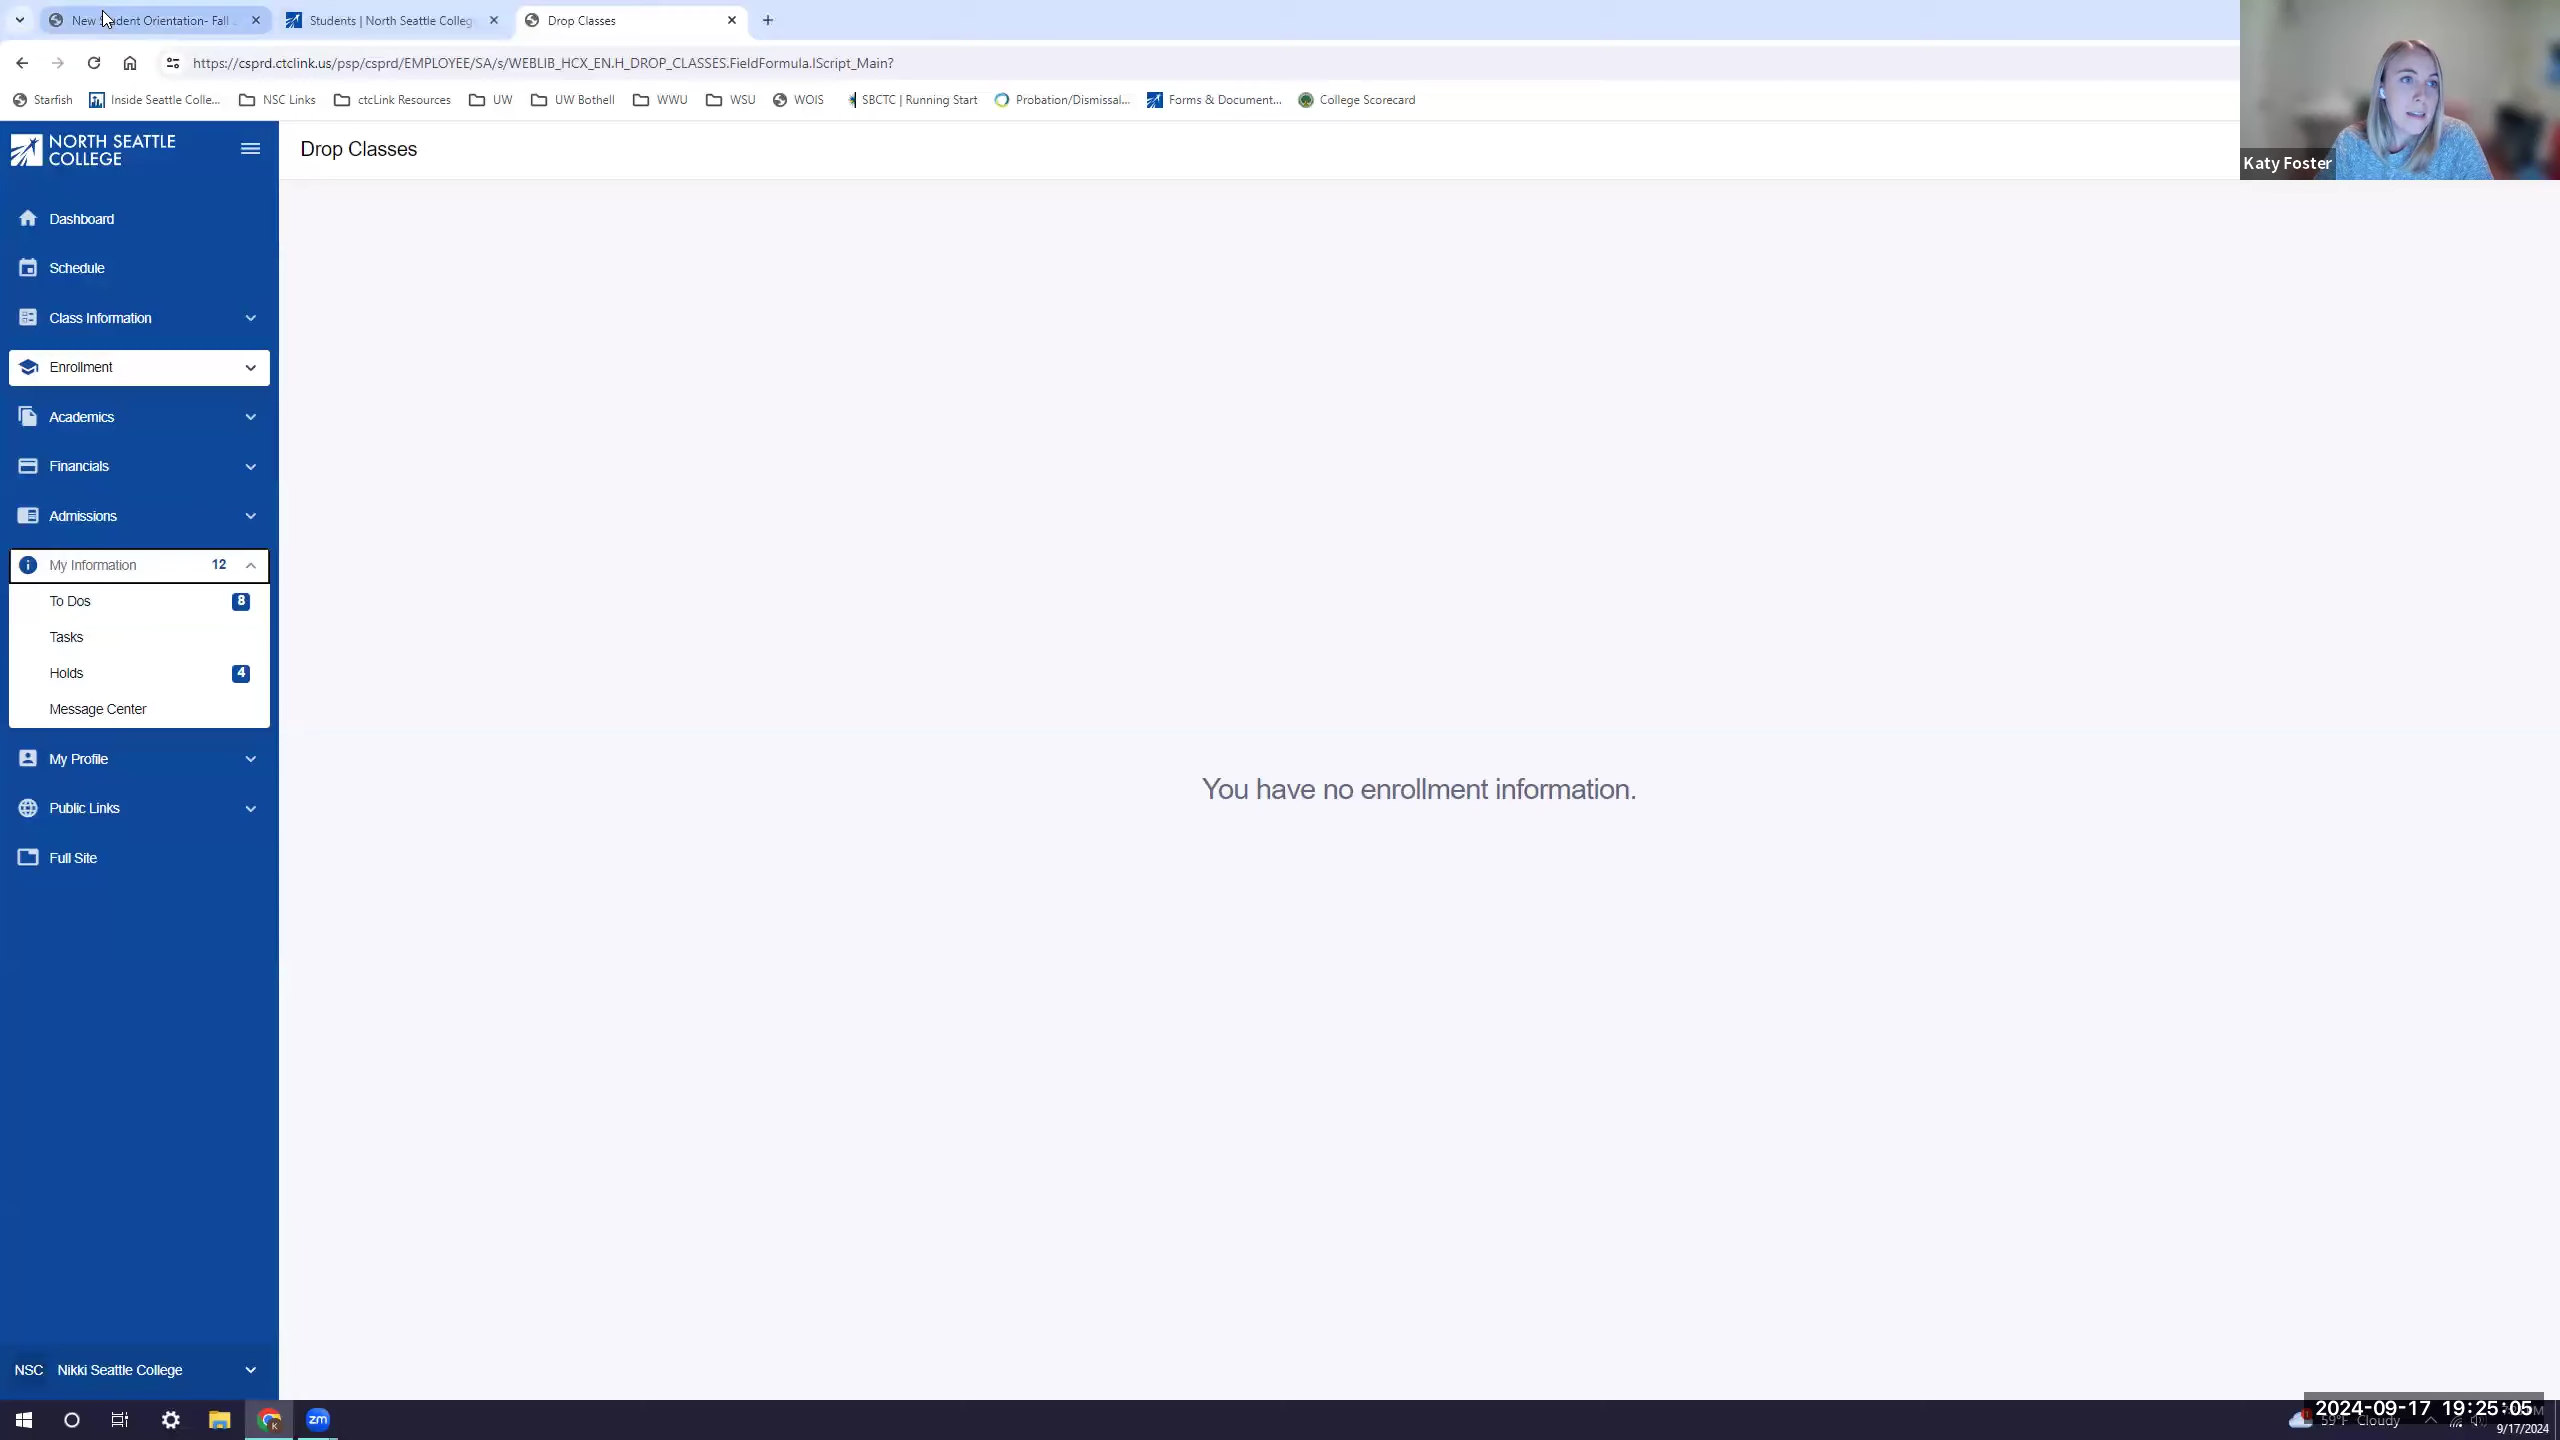 New Student Orientation- Fall
Students | North Seattle Colleg
Drop Classes
https://csprd.ctclink.us/psp/csprd/EMPLOYEE/SA/s/WEBLIB_HCX_EN.H_DROP_CLASSES.FieldFormula.IScript_Main?
Starfish
Inside Seattle Colle...
NSC Links
ctcLink Resources
UW
UW Bothell
WWU
WSU
WOIS
SBCTC | Running Start
Probation/Dismissal...
Forms & Document...
College Scorecard
Katy Foster
NORTH SEATTLE
COLLEGE
Drop Classes
Dashboard
Schedule
Class Information
Enrollment
Academics
Financials
Admissions
My Information 12
To Dos 8
Tasks
Holds 4
Message Center
My Profile
Public Links
Full Site
You have no enrollment information.
NSC Nikki Seattle College
zm
2024-09-17 19:25:05
59°F Cloudy
9/17/2024